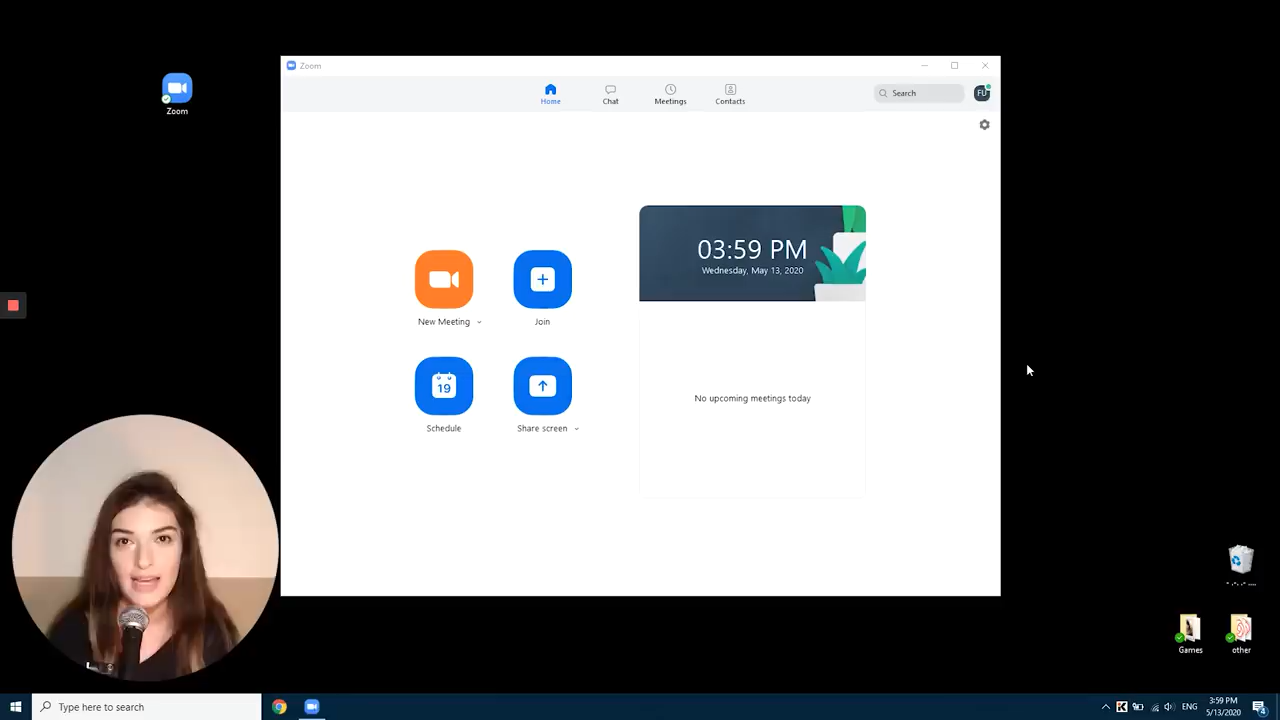 Zoom
Zoom
Home
Chat
Meetings
Contacts
Search
FU
03:59 PM
Wednesday, May 13, 2020
New Meeting
Join
19
Schedule
Share screen
No upcoming meetings today
Games
other
Type here to search
ENG
3:59 PM
5/13/2020